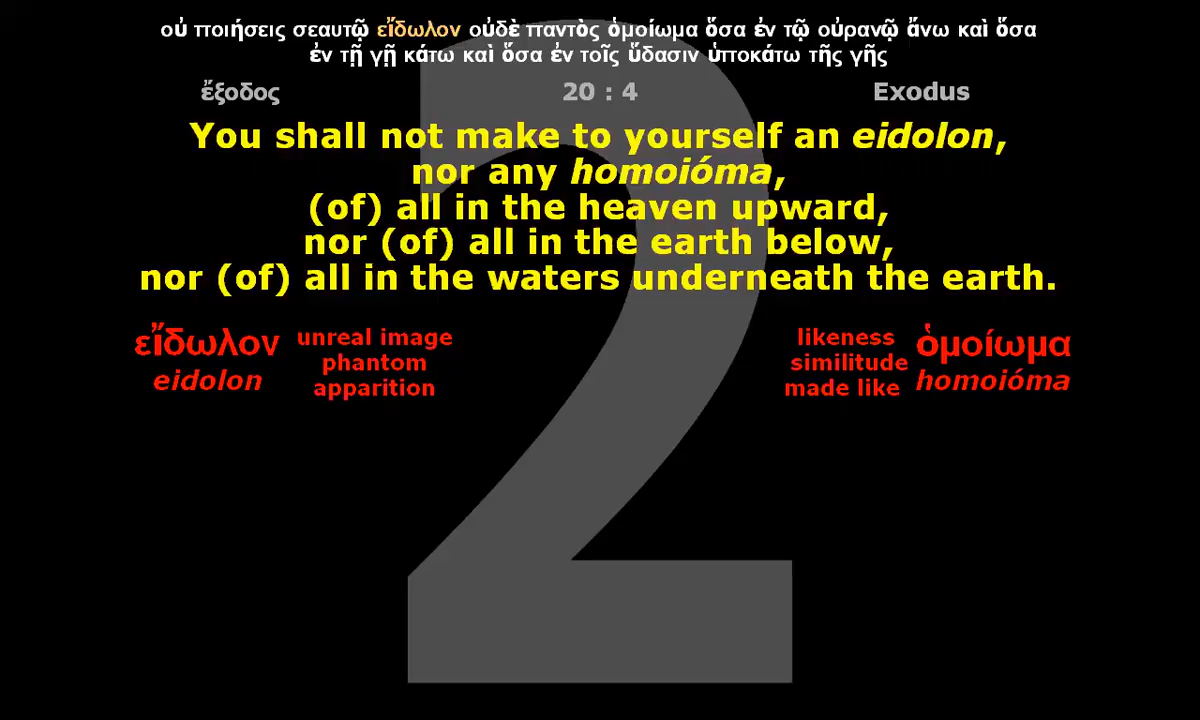 οὐ ποιήσεις σεαυτῷ εἴδωλον οὐδὲ παντὸς ὁμοίωμα ὅσα ἐν τῷ οὐρανῷ ἄνω καὶ ὅσα
ἐν τῇ γῇ κάτω καὶ ὅσα ἐν τοῖς ὕδασιν ὑποκάτω τῆς γῆς
ἔξοδος 20 : 4 Exodus
You shall not make to yourself an eidolon,
nor any homoióma,
(of) all in the heaven upward,
nor (of) all in the earth below,
nor (of) all in the waters underneath the earth.
εἴδωλον
eidolon
unreal image
phantom
apparition
likeness
similitude
made like
ὁμοίωμα
homoióma
2